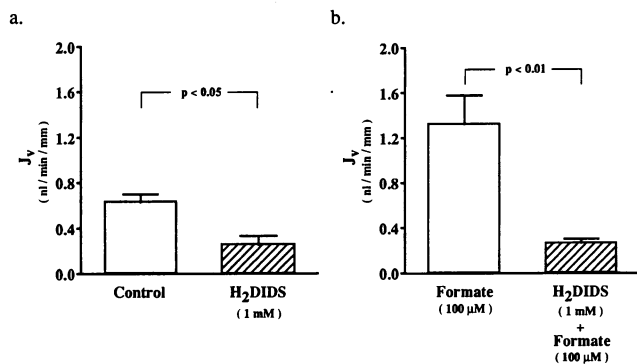 a.
2.0
1.6
1.2
0.8
0.4
0.0
Jv
( nl / min / mm )
p < 0.05
Control
H2DIDS
( 1 mM )
b.
2.0
1.6
1.2
0.8
0.4
0.0
Jv
( nl / min / mm )
p < 0.01
Formate
( 100 µM )
H2DIDS
( 1 mM )
+
Formate
( 100 µM )